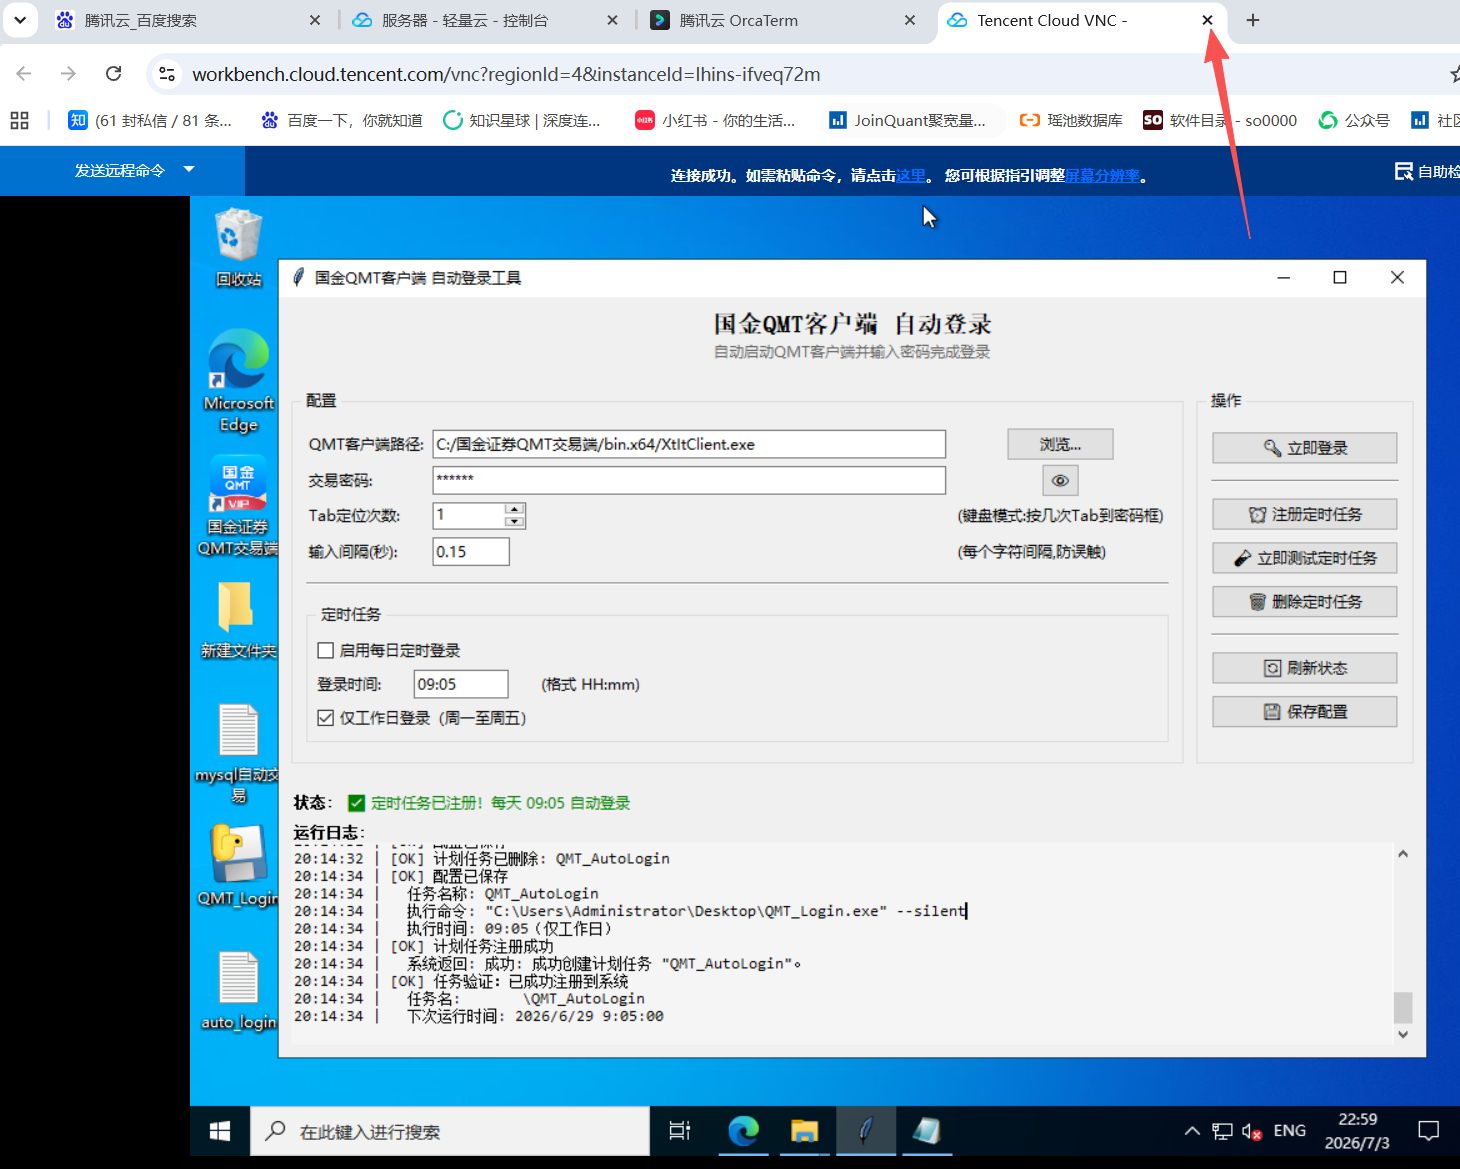 腾讯云_百度搜索
服务器 - 轻量云 - 控制台
腾讯云 OrcaTerm
Tencent Cloud VNC -
workbench.cloud.tencent.com/vnc?regionId=4&instanceId=lhins-ifveq72m
(61 封私信 / 81 条...
百度一下，你就知道
知识星球 | 深度连...
小红书 - 你的生活...
JoinQuant聚宽量...
瑶池数据库
软件目录 - so0000
公众号
社区
发送远程命令
连接成功。如需粘贴命令，请点击这里。 您可根据指引调整屏幕分辨率。
自助检
回收站
Microsoft
Edge
国金
QMT
VIP
国金证券
QMT交易端
新建文件夹
mysql自动交
易
QMT_Login
auto_login
国金QMT客户端 自动登录工具
国金QMT客户端 自动登录
自动启动QMT客户端并输入密码完成登录
配置
QMT客户端路径:
C:/国金证券QMT交易端/bin.x64/XtItClient.exe
浏览...
交易密码:
******
Tab定位次数:
1
(键盘模式:按几次Tab到密码框)
输入间隔(秒):
0.15
(每个字符间隔,防误触)
定时任务
启用每日定时登录
登录时间:
09:05
(格式 HH:mm)
仅工作日登录（周一至周五）
操作
立即登录
注册定时任务
立即测试定时任务
删除定时任务
刷新状态
保存配置
状态：
定时任务已注册！每天 09:05 自动登录
运行日志：
20:14:32 | [OK] 计划任务已删除: QMT_AutoLogin
20:14:34 | [OK] 配置已保存
20:14:34 | 任务名称: QMT_AutoLogin
20:14:34 | 执行命令: "C:\Users\Administrator\Desktop\QMT_Login.exe" --silent
20:14:34 | 执行时间: 09:05（仅工作日）
20:14:34 | [OK] 计划任务注册成功
20:14:34 | 系统返回: 成功: 成功创建计划任务 "QMT_AutoLogin"。
20:14:34 | [OK] 任务验证: 已成功注册到系统
20:14:34 | 任务名: \QMT_AutoLogin
20:14:34 | 下次运行时间: 2026/6/29 9:05:00
在此键入进行搜索
ENG
22:59
2026/7/3